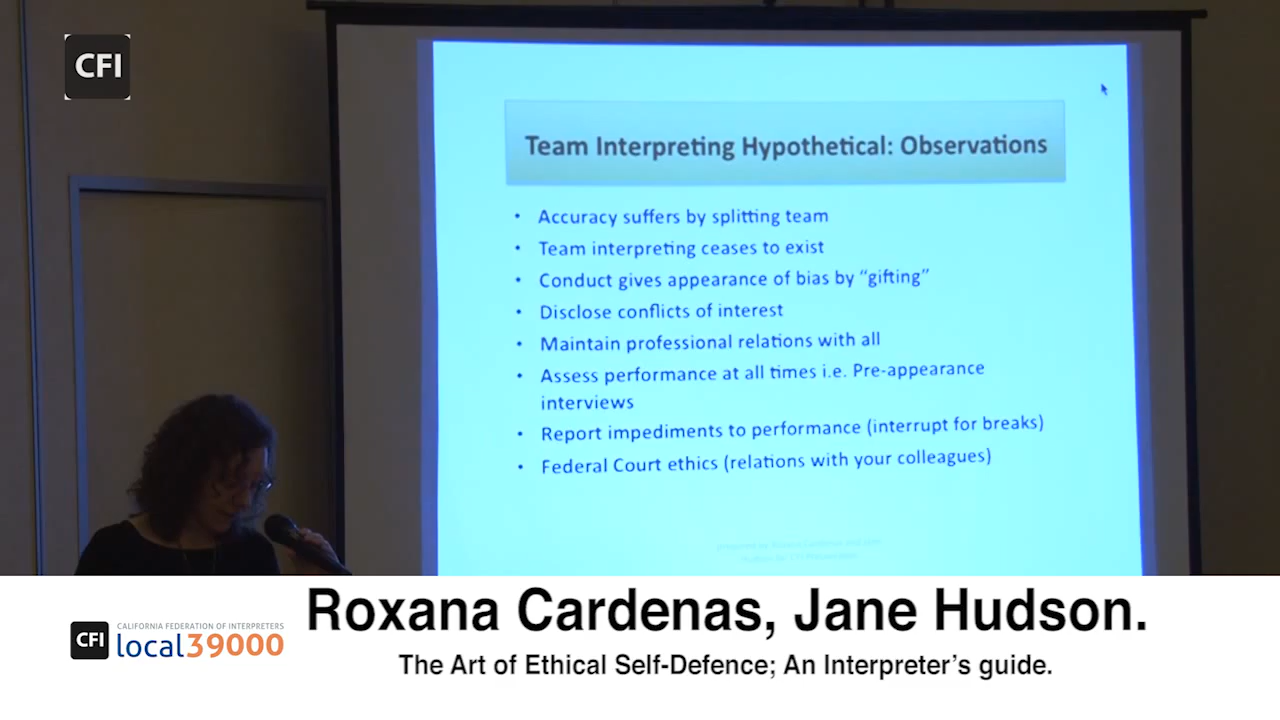 CFI
Team Interpreting Hypothetical: Observations
• Accuracy suffers by splitting team
• Team interpreting ceases to exist
• Conduct gives appearance of bias by “gifting”
• Disclose conflicts of interest
• Maintain professional relations with all
• Assess performance at all times i.e. Pre-appearance
interviews
• Report impediments to performance (interrupt for breaks)
• Federal Court ethics (relations with your colleagues)
Roxana Cardenas, Jane Hudson.
CFI
CALIFORNIA FEDERATION OF INTERPRETERS
local39000
The Art of Ethical Self-Defence; An Interpreter’s guide.